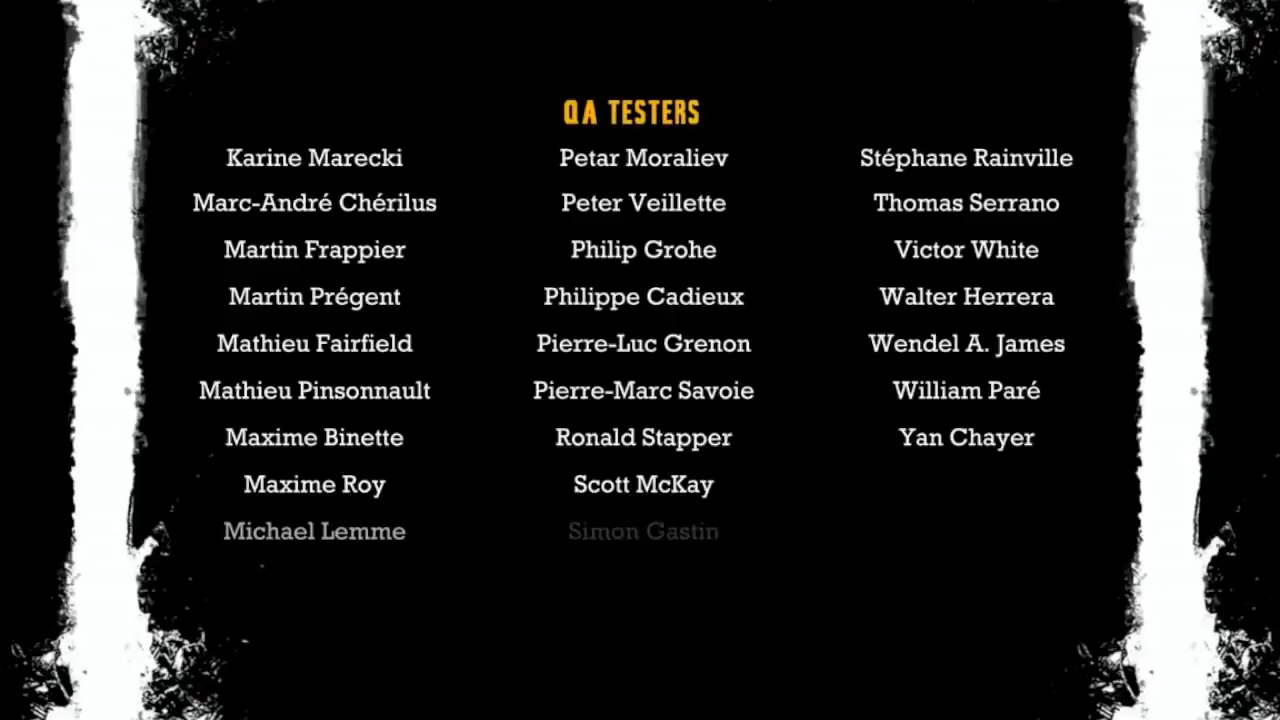 QA TESTERS
Karine Marecki
Marc-André Chérilus
Martin Frappier
Martin Prégent
Mathieu Fairfield
Mathieu Pinsonnault
Maxime Binette
Maxime Roy
Michael Lemme
Petar Moraliev
Peter Veillette
Philip Grohe
Philippe Cadieux
Pierre-Luc Grenon
Pierre-Marc Savoie
Ronald Stapper
Scott McKay
Simon Gastin
Stéphane Rainville
Thomas Serrano
Victor White
Walter Herrera
Wendel A. James
William Paré
Yan Chayer